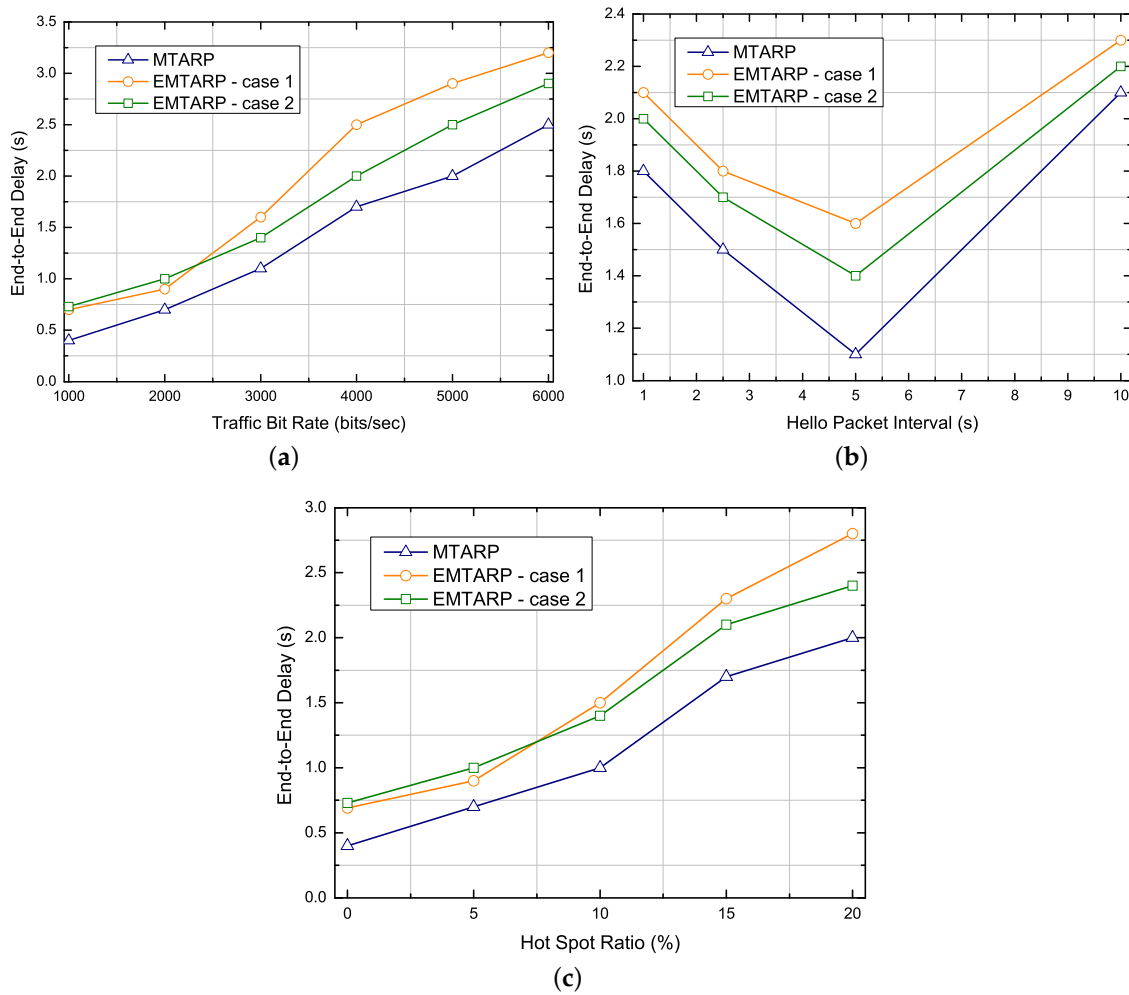 3.5
3.0
2.5
2.0
1.5
1.0
0.5
0.0
End-to-End Delay (s)
MTARP
EMTARP - case 1
EMTARP - case 2
1000 2000 3000 4000 5000 6000
Traffic Bit Rate (bits/sec)
(a)
2.4
2.2
2.0
1.8
1.6
1.4
1.2
1.0
End-to-End Delay (s)
MTARP
EMTARP - case 1
EMTARP - case 2
1 2 3 4 5 6 7 8 9 10
Hello Packet Interval (s)
(b)
3.0
2.5
2.0
1.5
1.0
0.5
0.0
End-to-End Delay (s)
MTARP
EMTARP - case 1
EMTARP - case 2
0 5 10 15 20
Hot Spot Ratio (%)
(c)